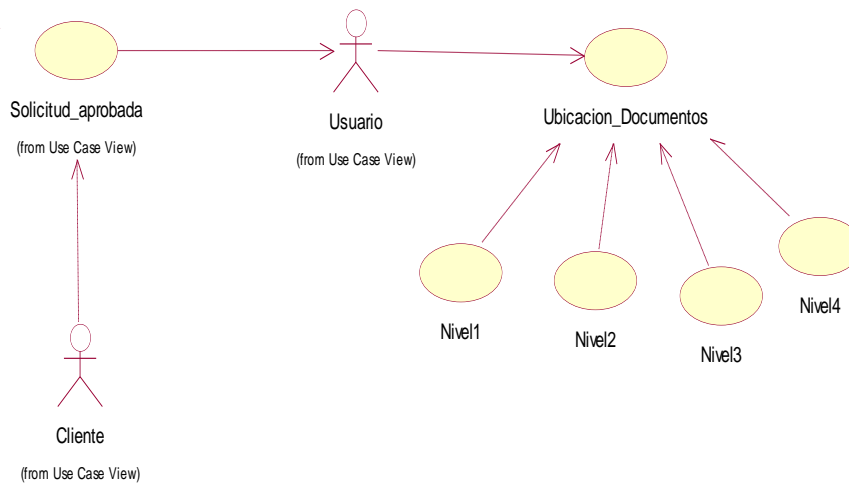 Solicitud_aprobada
(from Use Case View)
Usuario
(from Use Case View)
Ubicacion_Documentos
Nivel1
Nivel2
Nivel3
Nivel4
Cliente
(from Use Case View)